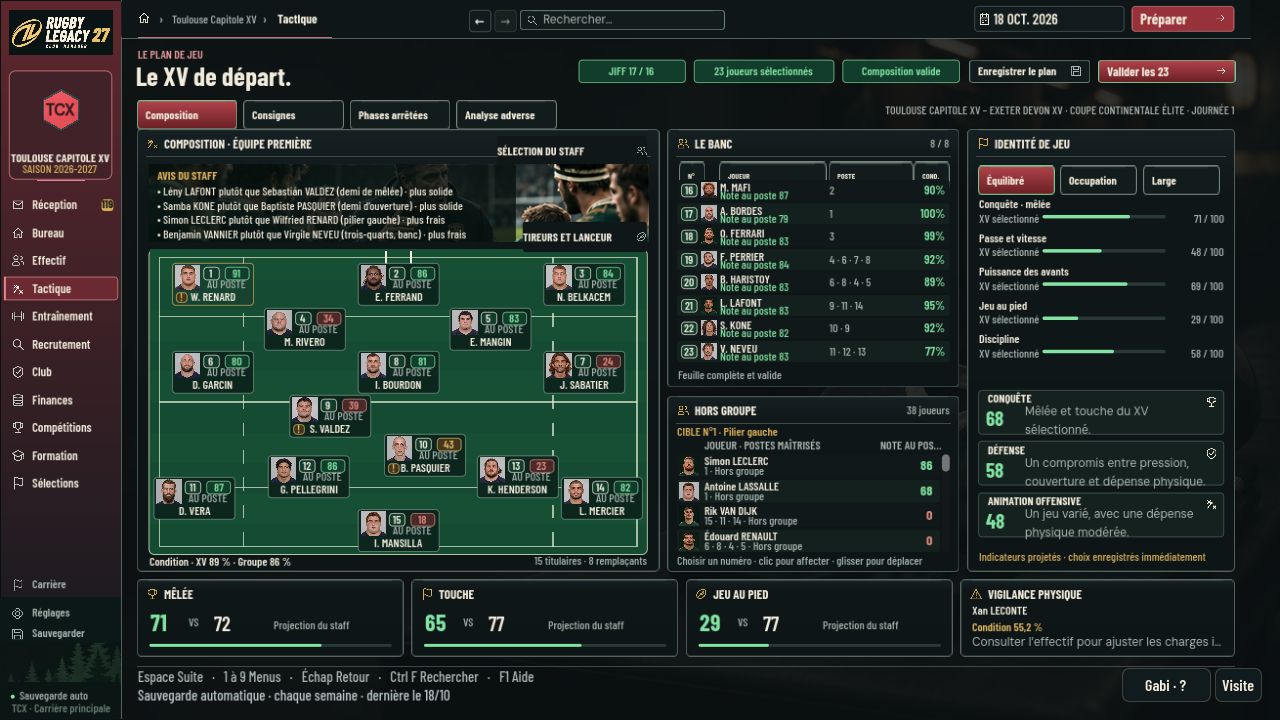 RUGBY
LEGACY 27
CLUB MANAGER
TCX
TOULOUSE CAPITOLE XV
SAISON 2026-2027
Réception
119
Bureau
Effectif
Tactique
Entraînement
Recrutement
Club
Finances
Compétitions
Formation
Sélections
Carrière
Réglages
Sauvegarder
Sauvegarde auto
TCX · Carrière principale
Toulouse Capitole XV › Tactique
Rechercher...
18 OCT. 2026
Préparer
LE PLAN DE JEU
Le XV de départ.
JIFF 17 / 16
23 joueurs sélectionnés
Composition valide
Enregistrer le plan
Valider les 23
Composition
Consignes
Phases arrêtées
Analyse adverse
TOULOUSE CAPITOLE XV – EXETER DEVON XV · COUPE CONTINENTALE ÉLITE · JOURNÉE 1
COMPOSITION · ÉQUIPE PREMIÈRE
SÉLECTION DU STAFF
AVIS DU STAFF
• Lény LAFONT plutôt que Sebastián VALDEZ (demi de mêlée) · plus solide
• Samba KONE plutôt que Baptiste PASQUIER (demi d'ouverture) · plus solide
• Simon LECLERC plutôt que Wilfried RENARD (pilier gauche) · plus frais
• Benjamin VANNIER plutôt que Virgile NEVEU (trois-quarts, banc) · plus frais
TIREURS ET LANCEUR
1 91
AU POSTE
W. RENARD
2 86
AU POSTE
E. FERRAND
3 84
AU POSTE
N. BELKACEM
4 34
AU POSTE
M. RIVERO
5 83
AU POSTE
E. MANGIN
6 80
AU POSTE
D. GARCIN
8 81
AU POSTE
I. BOURDON
7 24
AU POSTE
J. SABATIER
9 39
AU POSTE
S. VALDEZ
10 43
AU POSTE
B. PASQUIER
12 86
AU POSTE
G. PELLEGRINI
13 23
AU POSTE
K. HENDERSON
11 87
AU POSTE
D. VERA
14 82
AU POSTE
L. MERCIER
15 18
AU POSTE
I. MANSILLA
Condition · XV 89 % · Groupe 86 %
15 titulaires · 8 remplaçants
LE BANC
8 / 8
N° JOUEUR POSTE COND.
16 M. MAFI 2 90%
Note au poste 87
17 A. BORDES 1 100%
Note au poste 79
18 O. FERRARI 3 99%
Note au poste 83
19 F. PERRIER 4 · 6 · 7 · 8 92%
Note au poste 84
20 B. HARISTOY 6 · 8 · 4 · 5 89%
Note au poste 83
21 L. LAFONT 9 · 11 · 14 95%
Note au poste 83
22 S. KONE 10 · 9 92%
Note au poste 82
23 V. NEVEU 11 · 12 · 13 77%
Note au poste 83
Feuille complète et valide
HORS GROUPE
38 joueurs
CIBLE N°1 · Pilier gauche
JOUEUR · POSTES MAÎTRISÉS NOTE AU POS...
Simon LECLERC 86
1 · Hors groupe
Antoine LASSALLE 68
1 · Hors groupe
Rik VAN DIJK 0
15 · 11 · 14 · Hors groupe
Édouard RENAULT 0
6 · 8 · 4 · 5 · Hors groupe
Choisir un numéro · clic pour affecter · glisser pour déplacer
IDENTITÉ DE JEU
Équilibré
Occupation
Large
Conquête · mêlée
XV sélectionné 71 / 100
Passe et vitesse
XV sélectionné 48 / 100
Puissance des avants
XV sélectionné 69 / 100
Jeu au pied
XV sélectionné 29 / 100
Discipline
XV sélectionné 58 / 100
CONQUÊTE
68 Mêlée et touche du XV
sélectionné.
DÉFENSE
58 Un compromis entre pression,
couverture et dépense physique.
ANIMATION OFFENSIVE
48 Un jeu varié, avec une dépense
physique modérée.
Indicateurs projetés · choix enregistrés immédiatement
MÊLÉE
71 VS 72 Projection du staff
TOUCHE
65 VS 77 Projection du staff
JEU AU PIED
29 VS 77 Projection du staff
VIGILANCE PHYSIQUE
Xan LECONTE
Condition 55,2 %
Consulter l'effectif pour ajuster les charges i...
Espace Suite · 1 à 9 Menus · Échap Retour · Ctrl F Rechercher · F1 Aide
Sauvegarde automatique · chaque semaine · dernière le 18/10
Gabi · ?
Visite